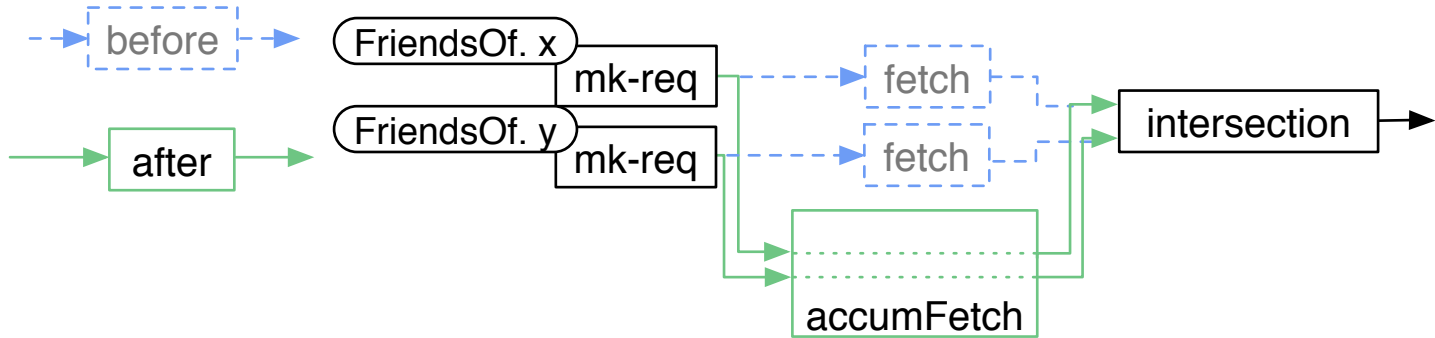 before
after
FriendsOf. x
mk-req
FriendsOf. y
mk-req
fetch
fetch
accumFetch
intersection